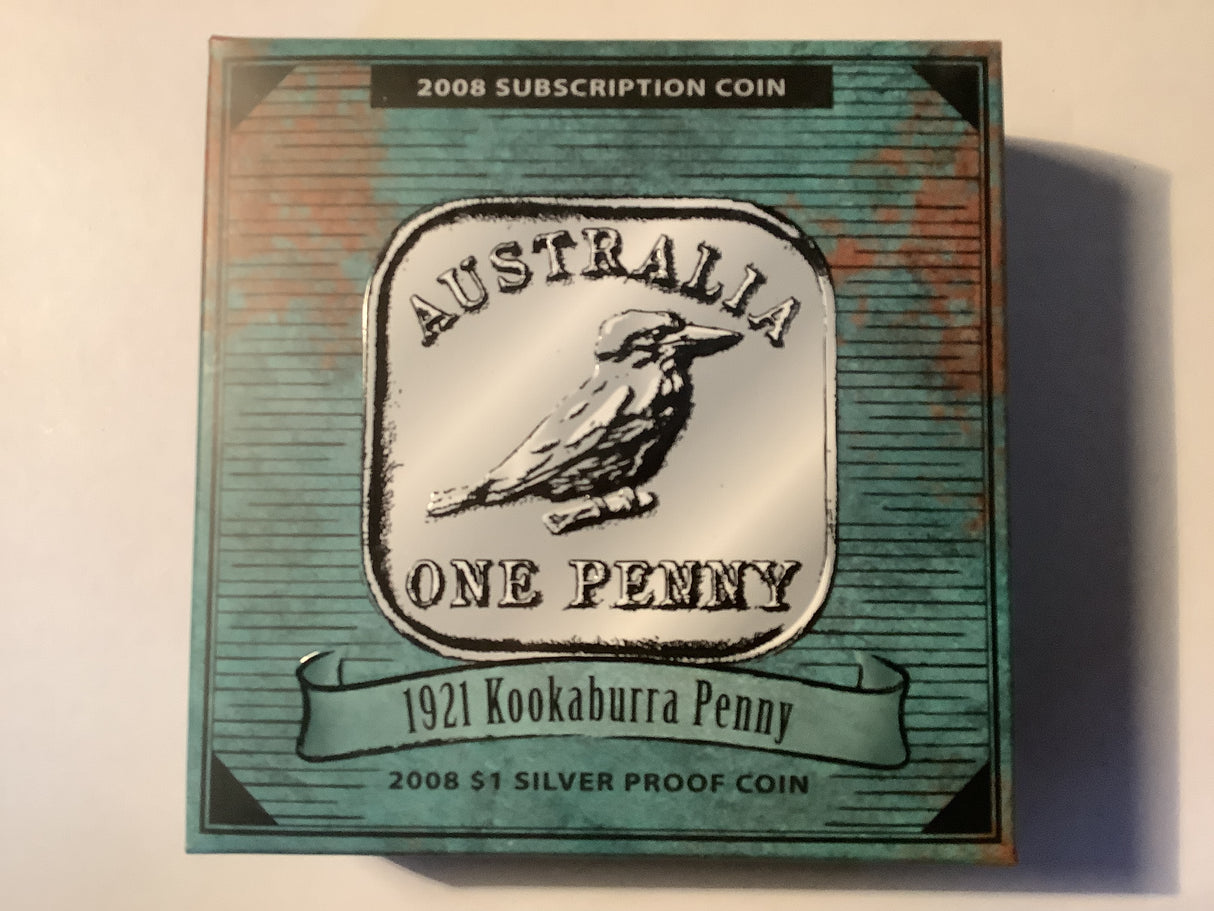 2008 SUBSCRIPTION COIN
AUSTRALIA
ONE PENNY
1921 Kookaburra Penny
2008 $1 SILVER PROOF COIN